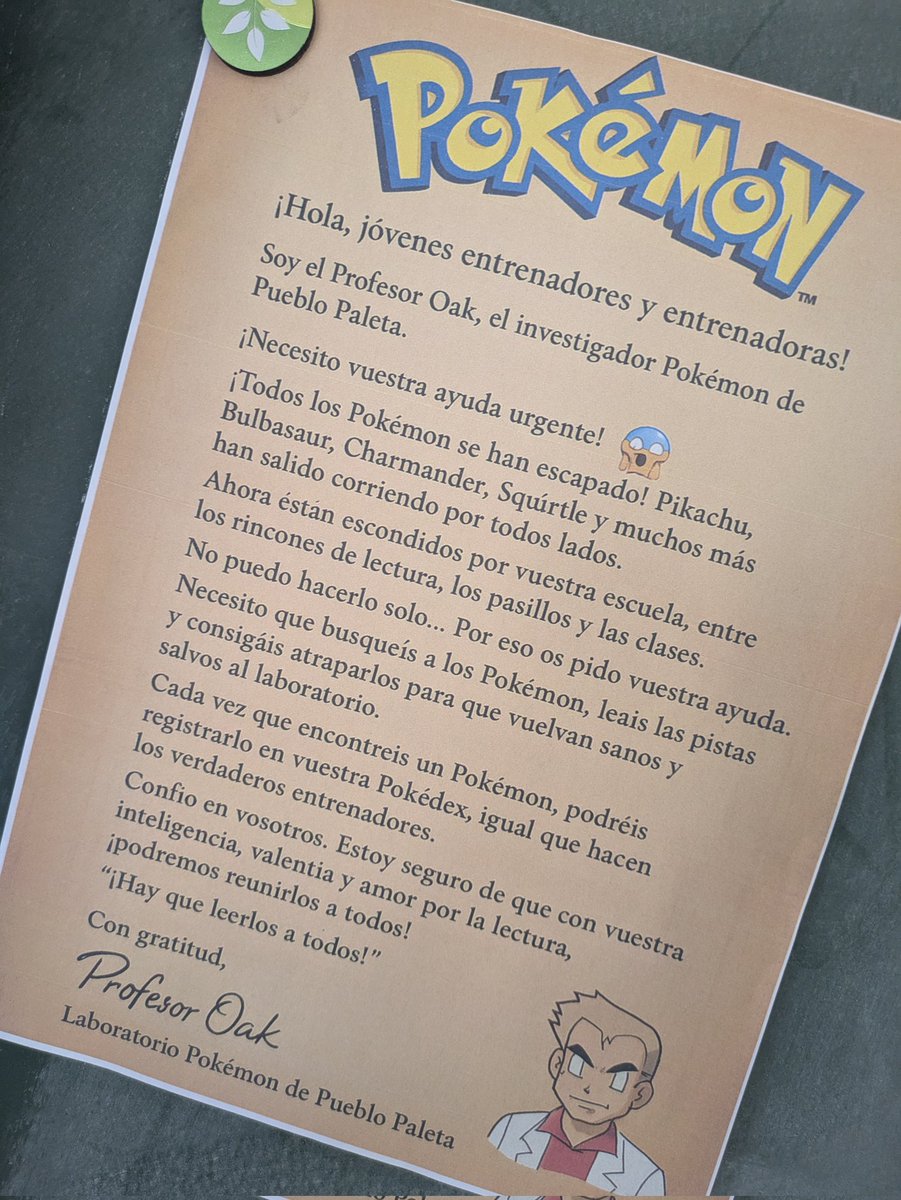 POKéMON
TM
¡Hola, jóvenes entrenadores y entrenadoras!
Soy el Profesor Oak, el investigador Pokémon de
Pueblo Paleta.
¡Necesito vuestra ayuda urgente!
¡Todos los Pokémon se han escapado! Pikachu,
Bulbasaur, Charmander, Squírtle y muchos más
han salido corriendo por todos lados.
Ahora éstán escondidos por vuestra escuela, entre
los rincones de lectura, los pasillos y las clases.
No puedo hacerlo solo... Por eso os pido vuestra ayuda.
Necesito que busqueís a los Pokémon, leais las pistas
y consigáis atraparlos para que vuelvan sanos y
salvos al laboratorio.
Cada vez que encontreis un Pokémon, podréis
registrarlo en vuestra Pokédex, igual que hacen
los verdaderos entrenadores.
Confio en vosotros. Estoy seguro de que con vuestra
inteligencia, valentia y amor por la lectura,
¡podremos reunirlos a todos!
“¡Hay que leerlos a todos!”
Con gratitud,
Profesor Oak
Laboratorio Pokémon de Pueblo Paleta